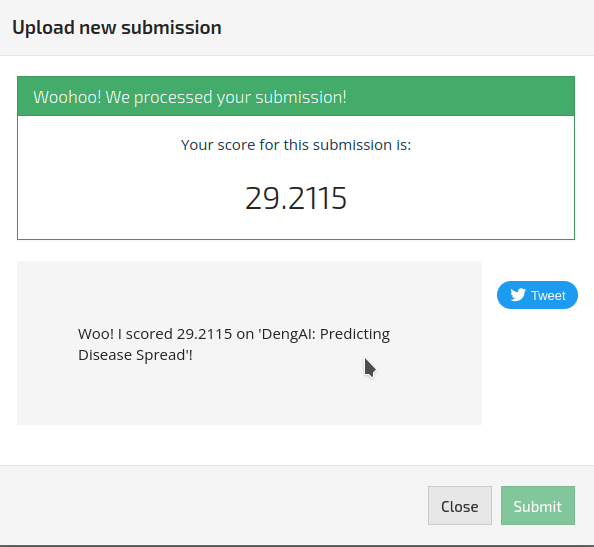 Upload new submission
Woohoo! We processed your submission!
Your score for this submission is:
29.2115
Tweet
Woo! I scored 29.2115 on 'DengAI: Predicting
Disease Spread'!
Close
Submit